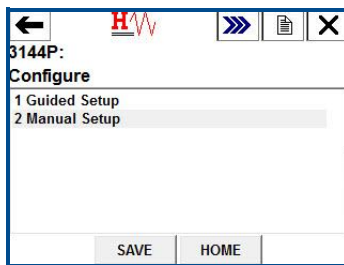 H
3144P:
Configure
1 Guided Setup
2 Manual Setup
SAVE HOME